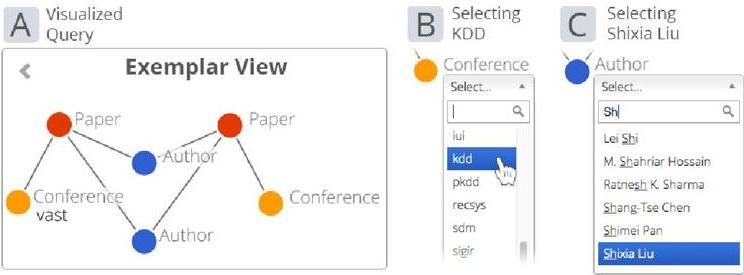 A
Visualized
Query
Exemplar View
Paper
Paper
Author
Conference
vast
Conference
Author
B
Selecting
KDD
Conference
Select...
iui
kdd
pkdd
recsys
sdm
sigir
C
Selecting
Shixia Liu
Author
Select...
Sh
Lei Shi
M. Shahriar Hossain
Ratnesh K. Sharma
Shang-Tse Chen
Shimei Pan
Shixia Liu